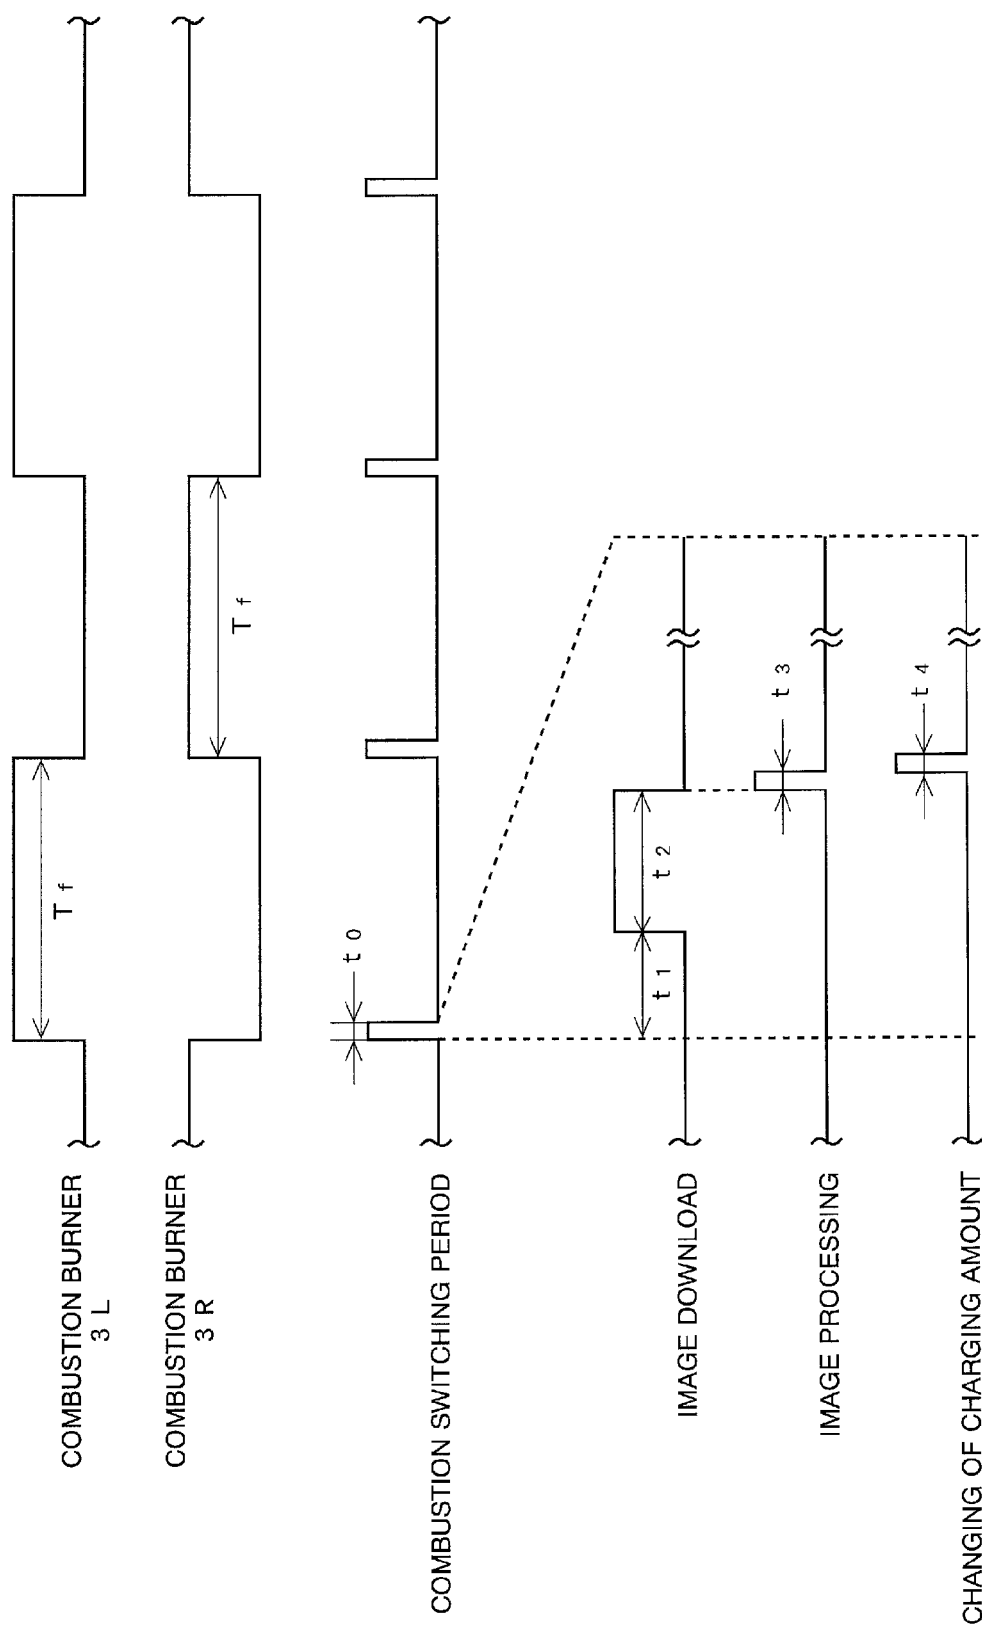 COMBUSTION BURNER
3 L
T f
COMBUSTION BURNER
3 R
T f
COMBUSTION SWITCHING PERIOD
t 0
IMAGE DOWNLOAD
t 1
t 2
IMAGE PROCESSING
t 3
CHANGING OF CHARGING AMOUNT
t 4